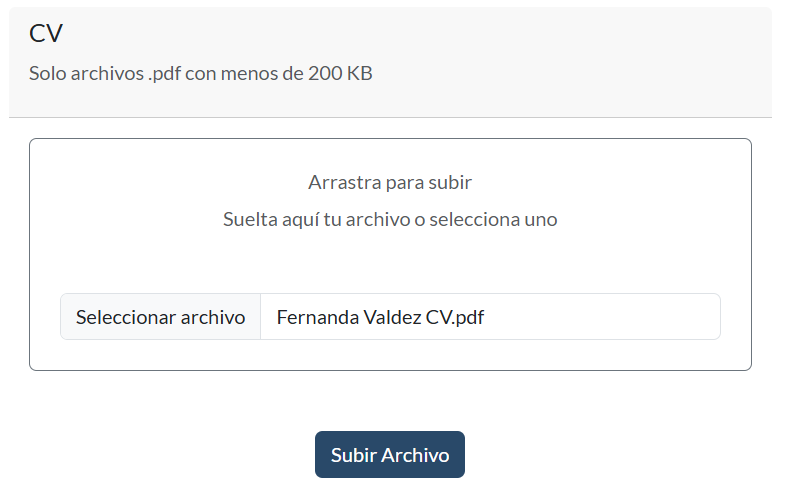 CV
Solo archivos .pdf con menos de 200 KB
Arrastra para subir
Suelta aquí tu archivo o selecciona uno
Seleccionar archivo Fernanda Valdez CV.pdf
Subir Archivo